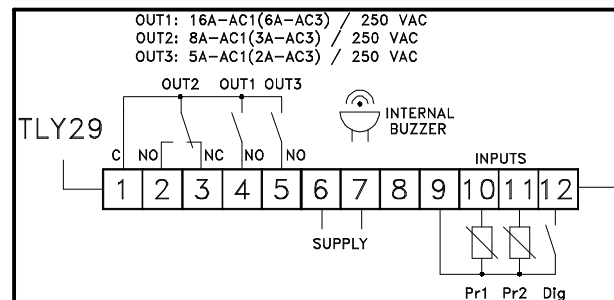 OUT1: 16A-AC1(6A-AC3) / 250 VAC
OUT2: 8A-AC1(3A-AC3) / 250 VAC
OUT3: 5A-AC1(2A-AC3) / 250 VAC
OUT2 OUT1 OUT3
INTERNAL
BUZZER
TLY29
C NO NC NO NO
INPUTS
1 2 3 4 5 6 7 8 9 10 11 12
SUPPLY
Pr1 Pr2 Dig